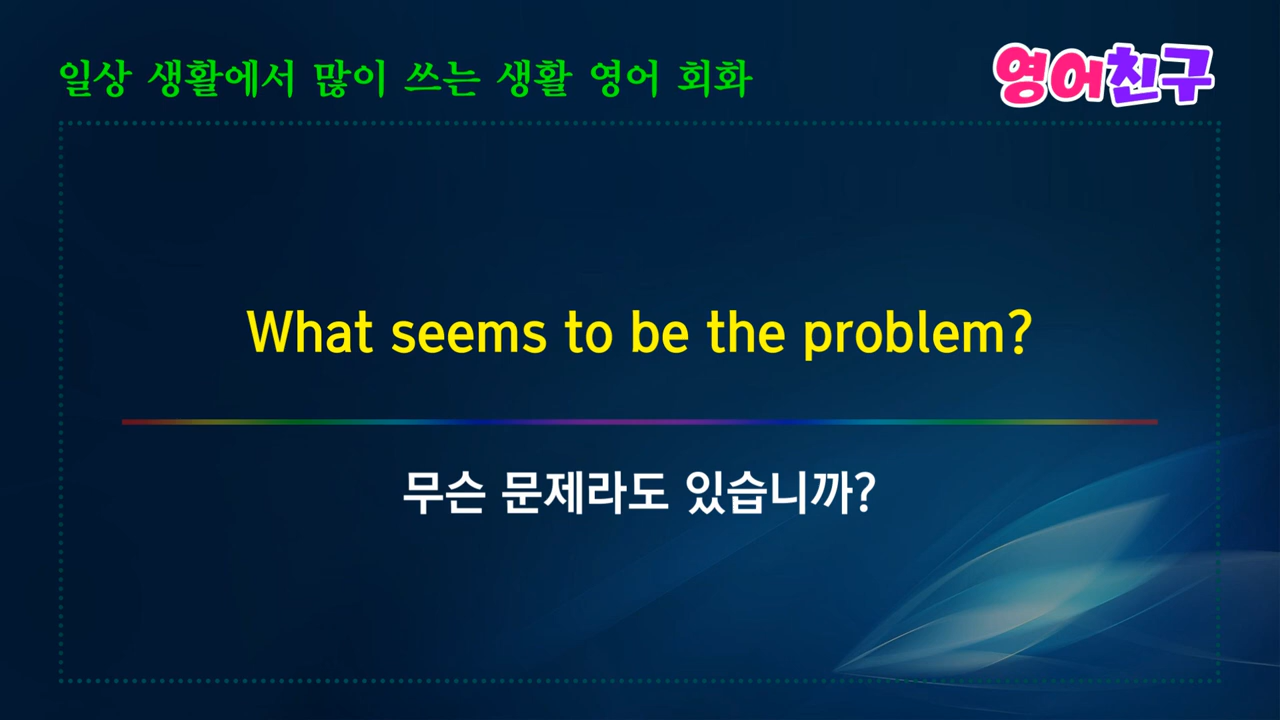 일상 생활에서 많이 쓰는 생활 영어 회화
영어친구
What seems to be the problem?
무슨 문제라도 있습니까?